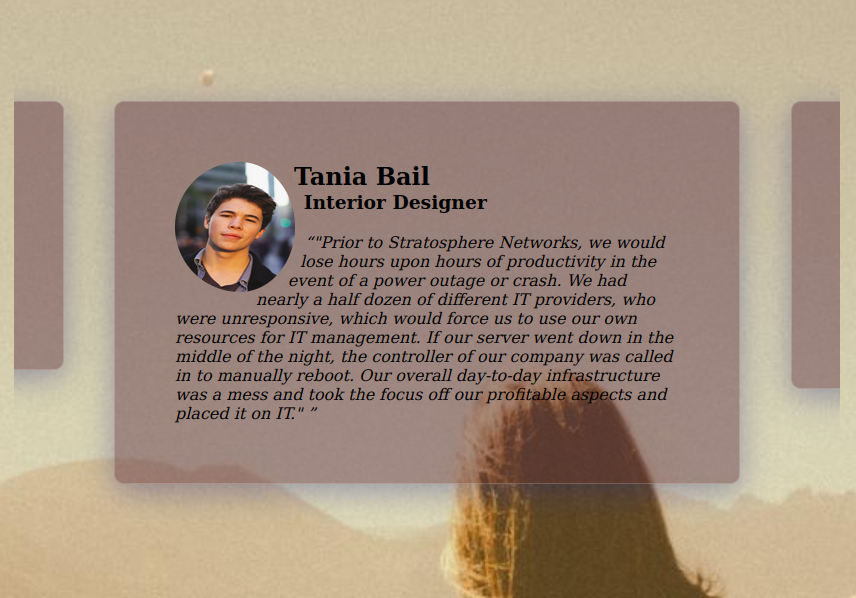 Tania Bail
Interior Designer
“"Prior to Stratosphere Networks, we would
lose hours upon hours of productivity in the
event of a power outage or crash. We had
nearly a half dozen of different IT providers, who
were unresponsive, which would force us to use our own
resources for IT management. If our server went down in the
middle of the night, the controller of our company was called
in to manually reboot. Our overall day-to-day infrastructure
was a mess and took the focus off our profitable aspects and
placed it on IT." ”